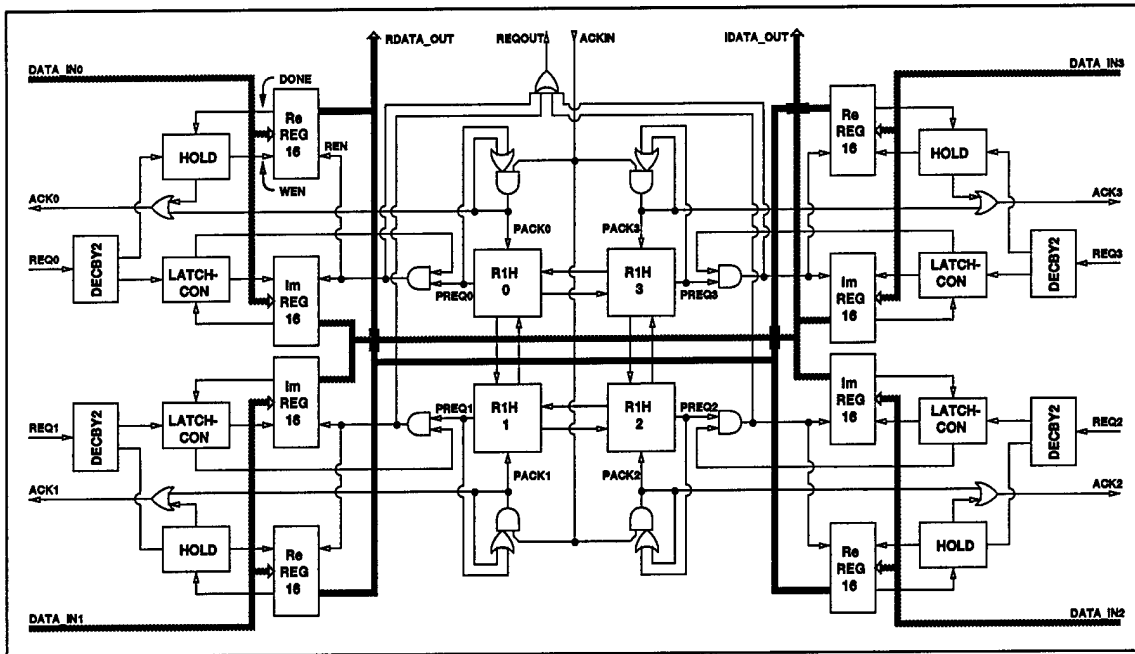 RDATA_OUT
REQOUT
ACKIN
IDATA_OUT
DATA_IN0
DONE
DATA_IN3
Re
REG
16
REN
HOLD
WEN
Re
REG
16
HOLD
ACK0
ACK3
PACK0
PACK3
REQ0
DECBY2
LATCH-
CON
Im
REG
16
PREQ0
R1H
0
R1H
3
PREQ3
Im
REG
16
LATCH-
CON
DECBY2
REQ3
REQ1
DECBY2
LATCH-
CON
Im
REG
16
PREQ1
R1H
1
R1H
2
PREQ2
Im
REG
16
LATCH-
CON
DECBY2
REQ2
PACK1
PACK2
ACK1
ACK2
HOLD
Re
REG
16
Re
REG
16
HOLD
DATA_IN1
DATA_IN2